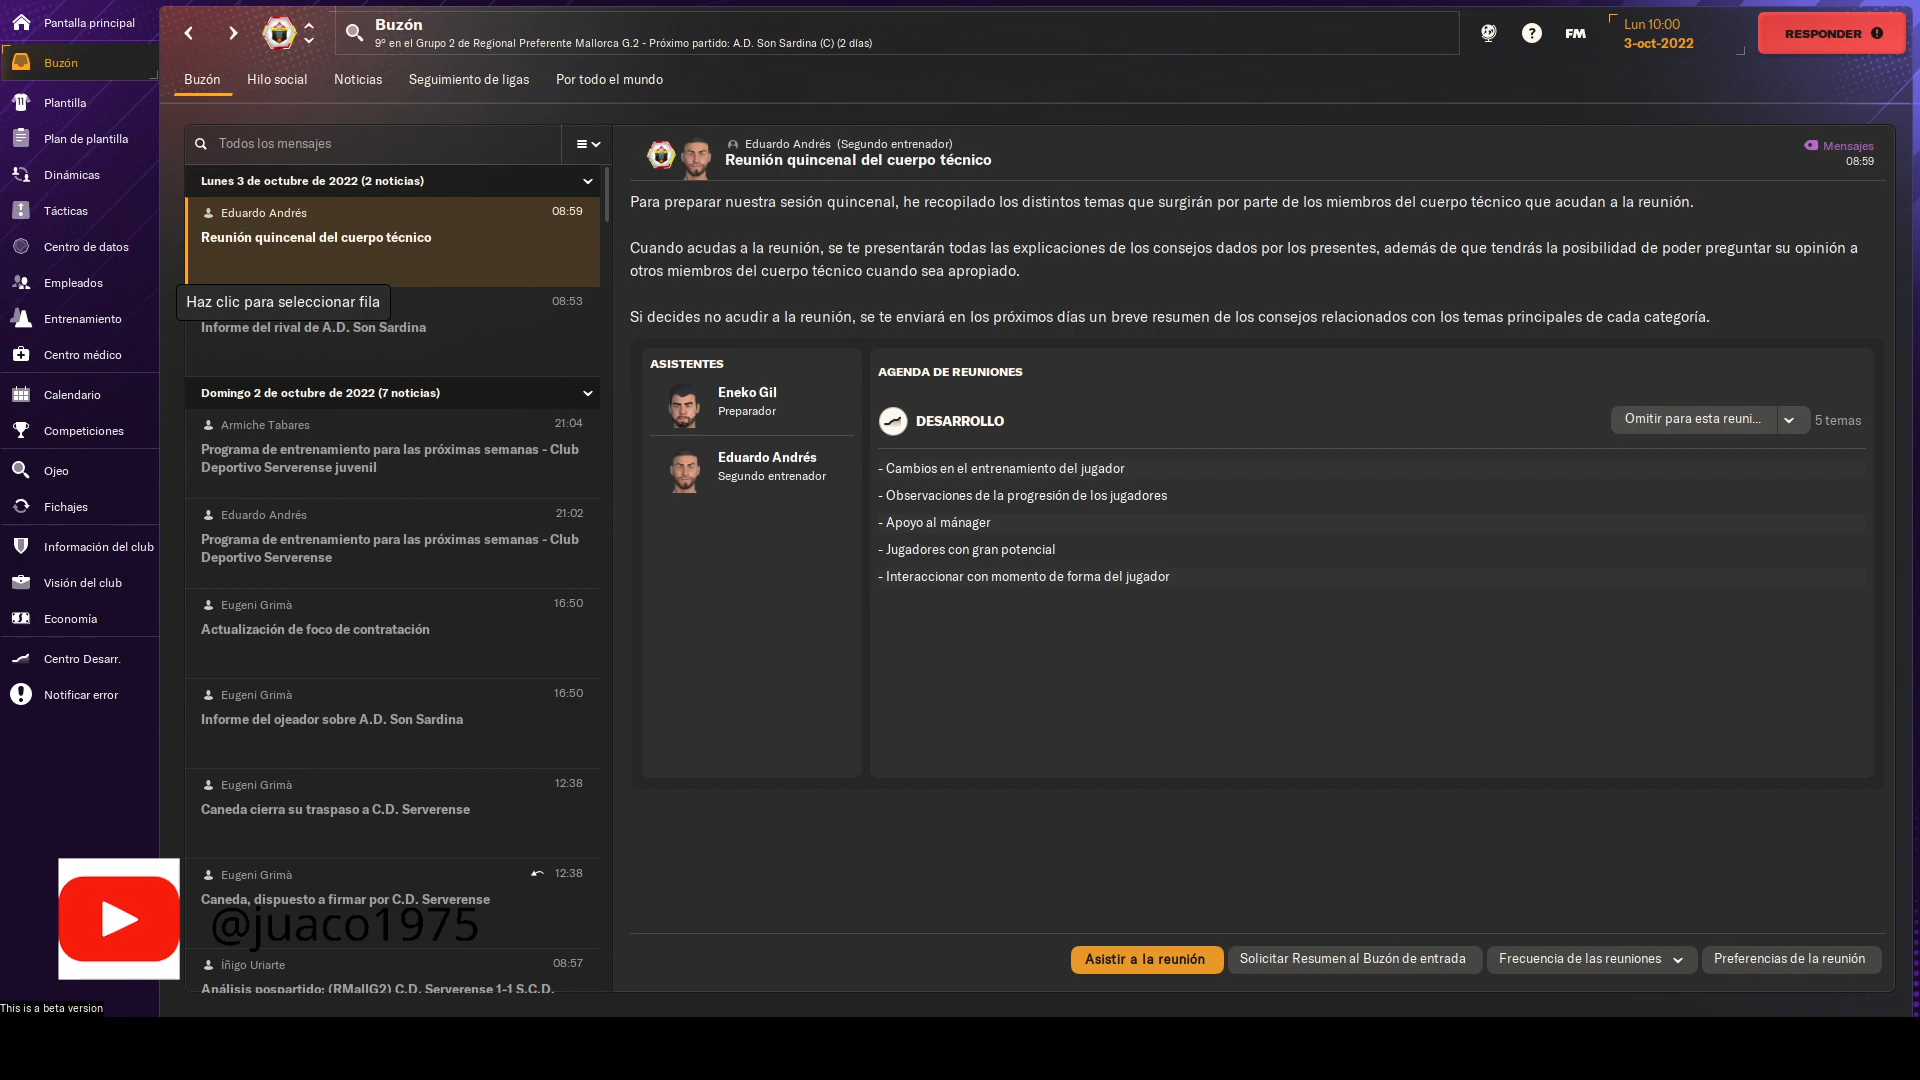 Pantalla principal
Buzón
Plantilla
Plan de plantilla
Dinámicas
Tácticas
Centro de datos
Empleados
Entrenamiento
Centro médico
Calendario
Competiciones
Ojeo
Fichajes
Información del club
Visión del club
Economía
Centro Desarr.
Notificar error
This is a beta version
Buzón
9º en el Grupo 2 de Regional Preferente Mallorca G.2 - Próximo partido: A.D. Son Sardina (C) (2 días)
FM
Lun 10:00
3-oct-2022
RESPONDER
Buzón
Hilo social
Noticias
Seguimiento de ligas
Por todo el mundo
Todos los mensajes
Lunes 3 de octubre de 2022 (2 noticias)
Eduardo Andrés 08:59
Reunión quincenal del cuerpo técnico
Haz clic para seleccionar fila
08:53
Informe del rival de A.D. Son Sardina
Domingo 2 de octubre de 2022 (7 noticias)
Armiche Tabares 21:04
Programa de entrenamiento para las próximas semanas - Club
Deportivo Serverense juvenil
Eduardo Andrés 21:02
Programa de entrenamiento para las próximas semanas - Club
Deportivo Serverense
Eugeni Grimà 16:50
Actualización de foco de contratación
Eugeni Grimà 16:50
Informe del ojeador sobre A.D. Son Sardina
Eugeni Grimà 12:38
Caneda cierra su traspaso a C.D. Serverense
Eugeni Grimà 12:38
Caneda, dispuesto a firmar por C.D. Serverense
@juaco1975
Íñigo Uriarte 08:57
Análisis pospartido: (RMallG2) C.D. Serverense 1-1 S.C.D.
Eduardo Andrés (Segundo entrenador)
Reunión quincenal del cuerpo técnico
Mensajes
08:59
Para preparar nuestra sesión quincenal, he recopilado los distintos temas que surgirán por parte de los miembros del cuerpo técnico que acudan a la reunión.
Cuando acudas a la reunión, se te presentarán todas las explicaciones de los consejos dados por los presentes, además de que tendrás la posibilidad de poder preguntar su opinión a
otros miembros del cuerpo técnico cuando sea apropiado.
Si decides no acudir a la reunión, se te enviará en los próximos días un breve resumen de los consejos relacionados con los temas principales de cada categoría.
ASISTENTES
Eneko Gil
Preparador
Eduardo Andrés
Segundo entrenador
AGENDA DE REUNIONES
DESARROLLO
Omitir para esta reuni...
5 temas
- Cambios en el entrenamiento del jugador
- Observaciones de la progresión de los jugadores
- Apoyo al mánager
- Jugadores con gran potencial
- Interaccionar con momento de forma del jugador
Asistir a la reunión
Solicitar Resumen al Buzón de entrada
Frecuencia de las reuniones
Preferencias de la reunión